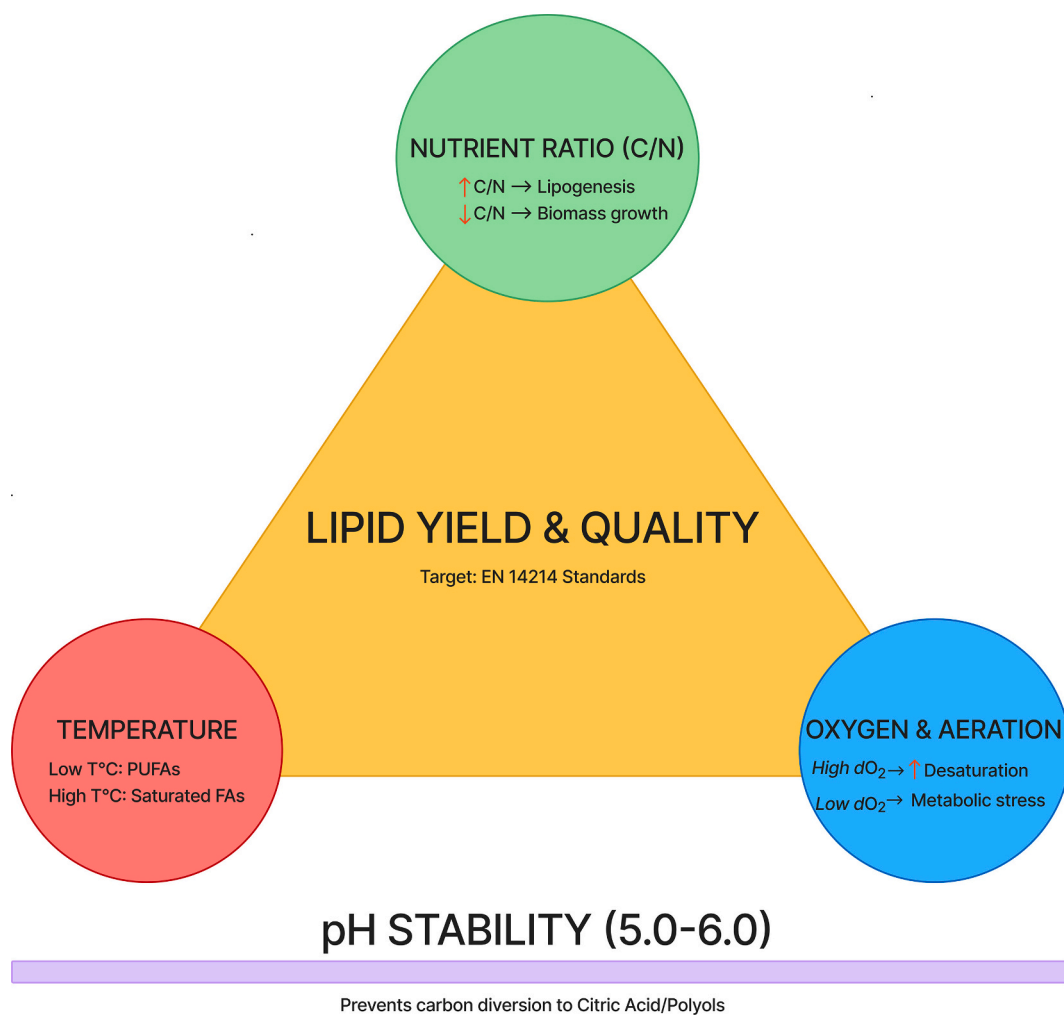 NUTRIENT RATIO (C/N)
↑ C/N → Lipogenesis
↓ C/N → Biomass growth
LIPID YIELD & QUALITY
Target: EN 14214 Standards
TEMPERATURE
Low T°C: PUFAs
High T°C: Saturated FAs
OXYGEN & AERATION
High dO₂→ ↑ Desaturation
Low dO₂→ Metabolic stress
pH STABILITY (5.0-6.0)
Prevents carbon diversion to Citric Acid/Polyols